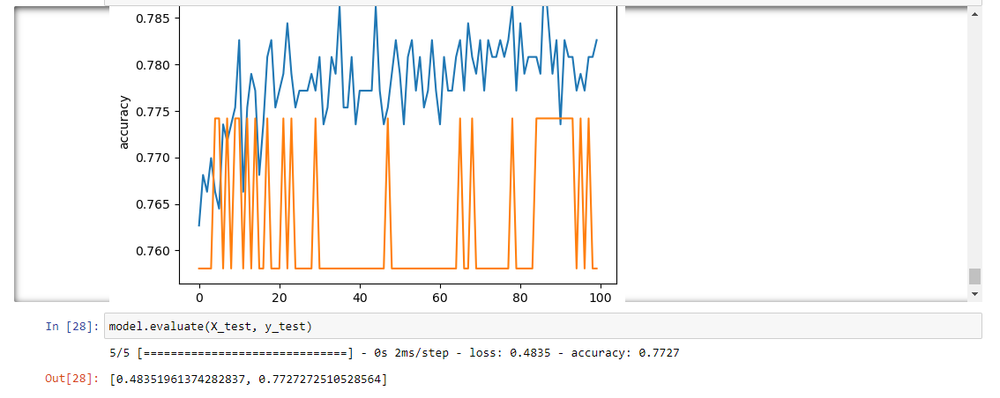 0.785
0.780
0.775
0.770
0.765
0.760
accuracy
0 20 40 60 80 100
In [28]: model.evaluate(X_test, y_test)
5/5 [==============================] - 0s 2ms/step - loss: 0.4835 - accuracy: 0.7727
Out[28]: [0.48351961374282837, 0.7727272510528564]